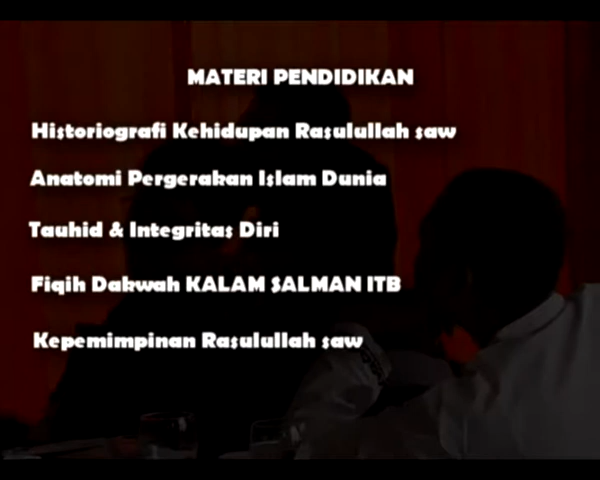 MATERI PENDIDIKAN
Historiografi Kehidupan Rasulullah saw
Anatomi Pergerakan Islam Dunia
Tauhid & Integritas Diri
Fiqih Dakwah KALAM SALMAN ITB
Kepemimpinan Rasulullah saw